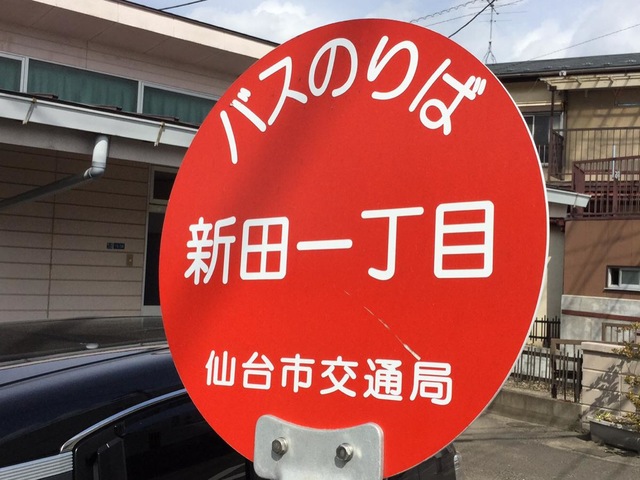 バスのりば
新田一丁目
仙台市交通局